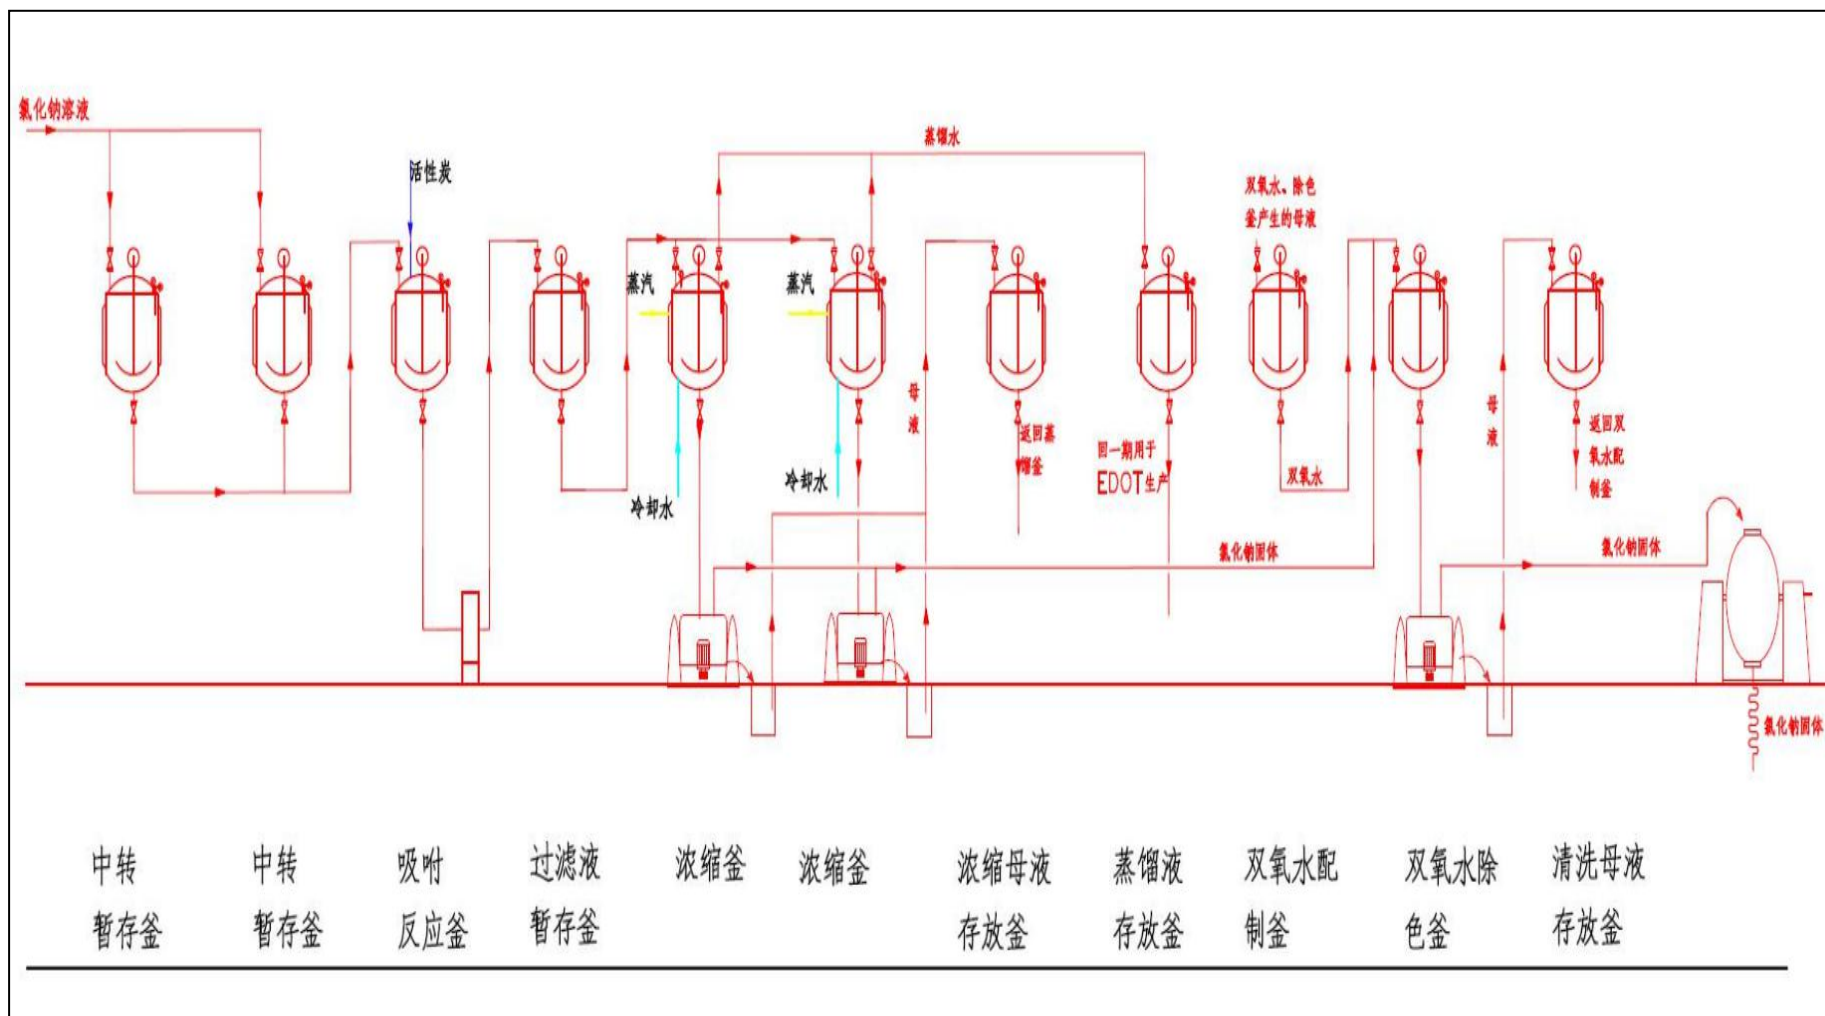 氯化钠溶液
活性炭
蒸馏水
双氧水、除色
釜产生的母液
蒸汽
蒸汽
母
液
返回蒸
馏釜
回一期用于
EDOT生产
双氧水
母
液
返回双
氧水配
制釜
冷却水
冷却水
氯化钠固体
氯化钠固体
氯化钠固体
中转
暂存釜
中转
暂存釜
吸咐
反应釜
过滤液
暂存釜
浓缩釜
浓缩釜
浓缩母液
存放釜
蒸馏液
存放釜
双氧水配
制釜
双氧水除
色釜
清洗母液
存放釜